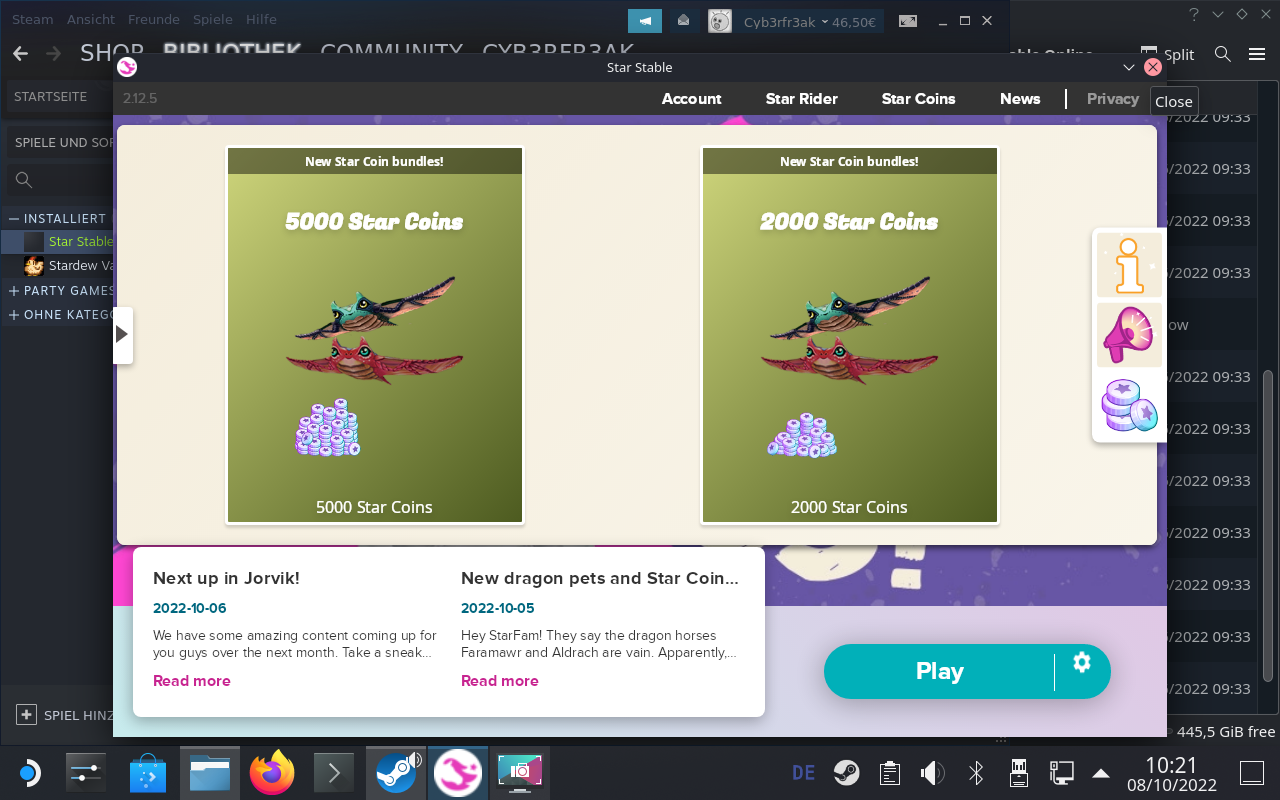 Steam Ansicht Freunde Spiele Hilfe
Cyb3rfr3ak 46,50€
SHOP BIBLIOTHEK COMMUNITY CYB3RFR3AK
Split
Star Stable
STARTSEITE
2.12.5
Account Star Rider Star Coins News Privacy
Close
SPIELE UND SOF
INSTALLIERT
Star Stable
Stardew Va
PARTY GAMES
OHNE KATEGO
New Star Coin bundles!
5000 Star Coins
5000 Star Coins
New Star Coin bundles!
2000 Star Coins
2000 Star Coins
/2022 09:33
/2022 09:33
/2022 09:33
/2022 09:33
ow
/2022 09:33
/2022 09:33
/2022 09:33
/2022 09:33
/2022 09:33
/2022 09:33
/2022 09:33
Next up in Jorvik!
2022-10-06
We have some amazing content coming up for
you guys over the next month. Take a sneak...
Read more
New dragon pets and Star Coin...
2022-10-05
Hey StarFam! They say the dragon horses
Faramawr and Aldrach are vain. Apparently,...
Read more
Play
SPIEL HINZ
445,5 GiB free
DE
10:21
08/10/2022